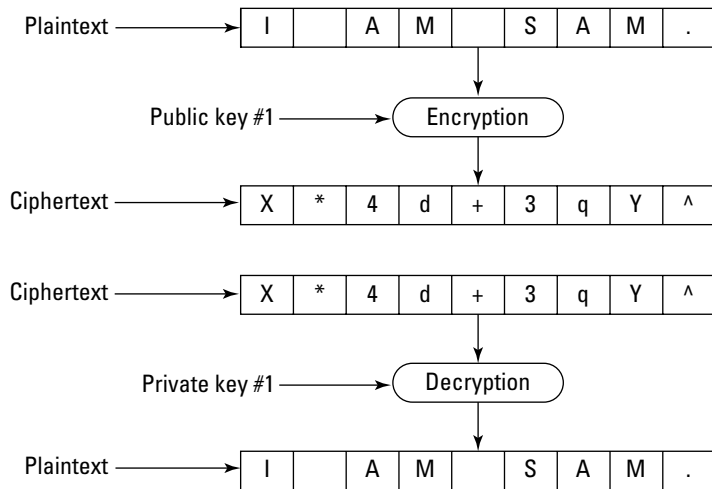 Plaintext I A M S A M .
Public key #1 Encryption
Ciphertext X * 4 d + 3 q Y ^
Ciphertext X * 4 d + 3 q Y ^
Private key #1 Decryption
Plaintext I A M S A M .